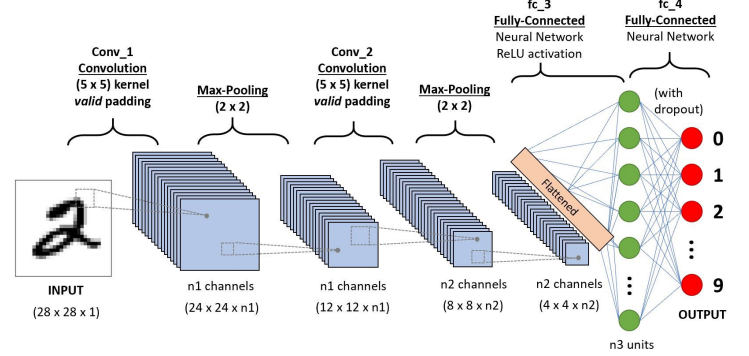 fc_3
Fully-Connected
Neural Network
ReLU activation
fc_4
Fully-Connected
Neural Network
Conv_1
Convolution
(5 x 5) kernel
valid padding
Max-Pooling
(2 x 2)
Conv_2
Convolution
(5 x 5) kernel
valid padding
Max-Pooling
(2 x 2)
(with
dropout)
Flattened
0
1
2
9
INPUT
(28 x 28 x 1)
n1 channels
(24 x 24 x n1)
n1 channels
(12 x 12 x n1)
n2 channels
(8 x 8 x n2)
n2 channels
(4 x 4 x n2)
OUTPUT
n3 units
2